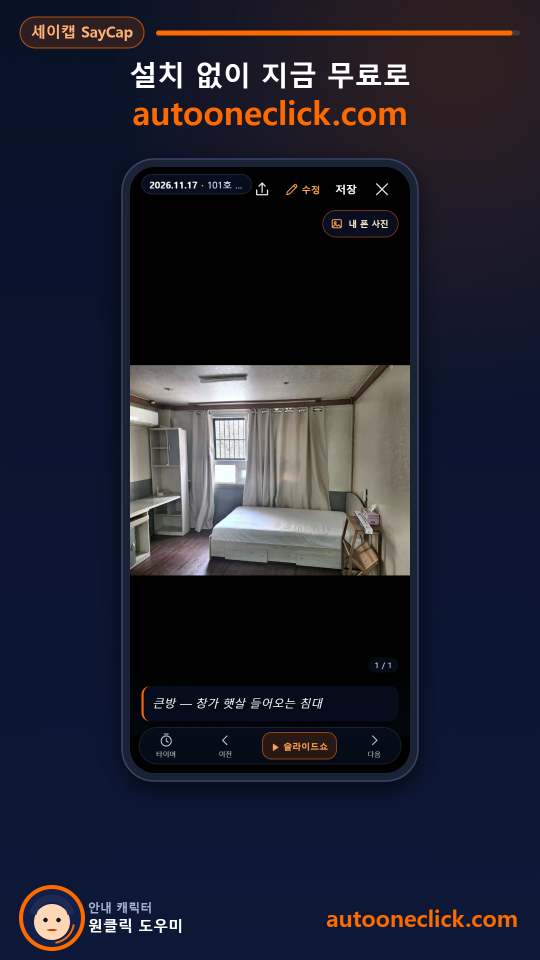 세이캡 SayCap
설치 없이 지금 무료로
autooneclick.com
2026.11.17 · 101호 ...
수정
저장
내 폰 사진
1 / 1
큰방 — 창가 햇살 들어오는 침대
타이머
이전
슬라이드쇼
다음
안내 캐릭터
원클릭 도우미
autooneclick.com